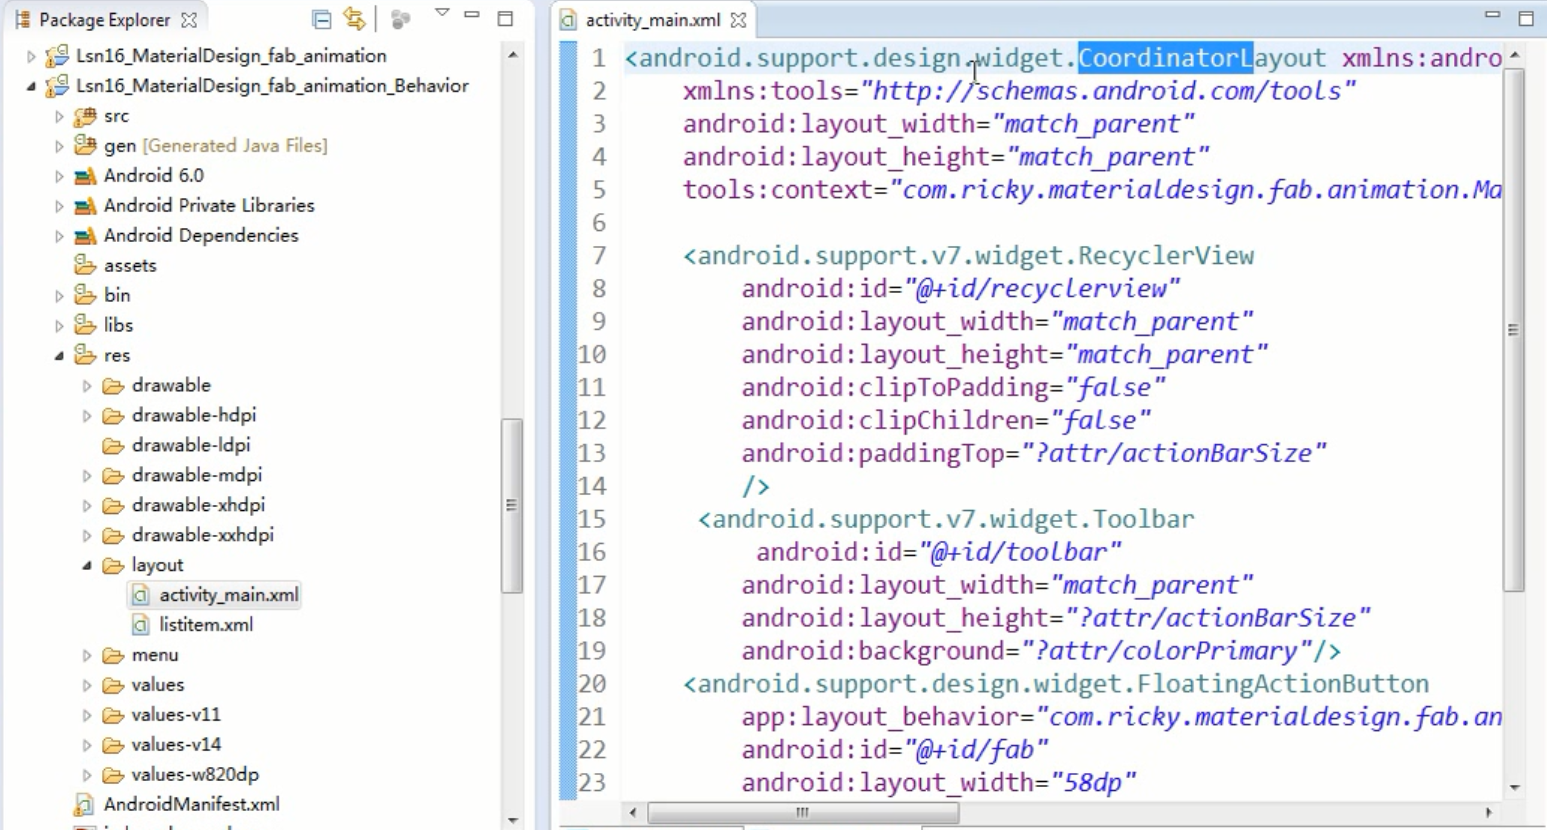 Package Explorer
Lsn16_MaterialDesign_fab_animation
Lsn16_MaterialDesign_fab_animation_Behavior
src
gen [Generated Java Files]
Android 6.0
Android Private Libraries
Android Dependencies
assets
bin
libs
res
drawable
drawable-hdpi
drawable-ldpi
drawable-mdpi
drawable-xhdpi
drawable-xxhdpi
layout
activity_main.xml
listitem.xml
menu
values
values-v11
values-v14
values-w820dp
AndroidManifest.xml
activity_main.xml
1 <android.support.design.widget.CoordinatorLayout xmlns:andro
2 xmlns:tools="http://schemas.android.com/tools"
3 android:layout_width="match_parent"
4 android:layout_height="match_parent"
5 tools:context="com.ricky.materialdesign.fab.animation.Ma
6
7 <android.support.v7.widget.RecyclerView
8 android:id="@+id/recyclerview"
9 android:layout_width="match_parent"
10 android:layout_height="match_parent"
11 android:clipToPadding="false"
12 android:clipChildren="false"
13 android:paddingTop="?attr/actionBarSize"
14 />
15 <android.support.v7.widget.Toolbar
16 android:id="@+id/toolbar"
17 android:layout_width="match_parent"
18 android:layout_height="?attr/actionBarSize"
19 android:background="?attr/colorPrimary"/>
20 <android.support.design.widget.FloatingActionButton
21 app:layout_behavior="com.ricky.materialdesign.fab.an
22 android:id="@+id/fab"
23 android:layout_width="58dp"